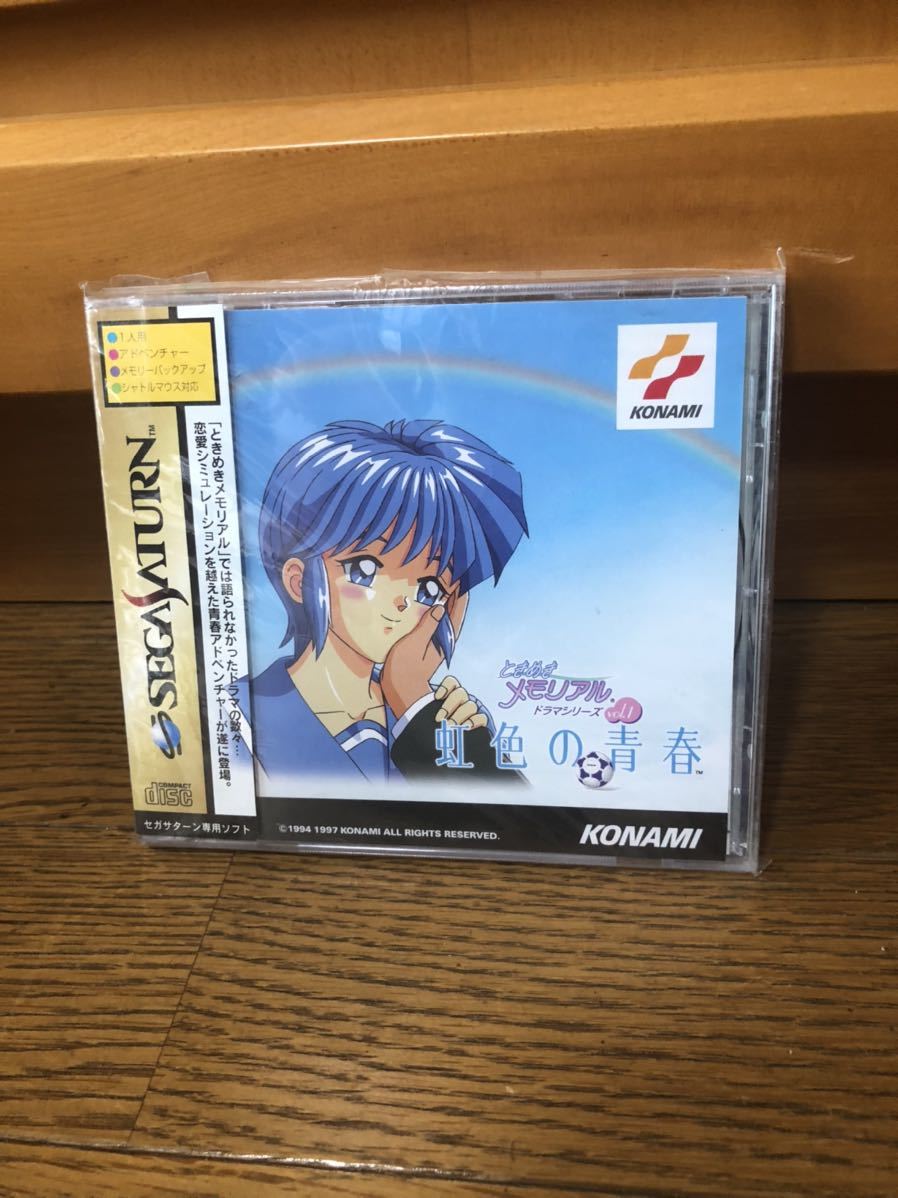 1人用
アドベンチャー
メモリーバックアップ
シャトルマウス対応
SEGA SATURN™
「ときめきメモリアル」では語られなかったドラマの数々…
恋愛シミュレーションを越えた青春アドベンチャーが遂に登場。
COMPACT
disc
セガサターン専用ソフト
KONAMI
ときめき
メモリアル®
ドラマシリーズ vol.1
虹色の青春™
©1994 1997 KONAMI ALL RIGHTS RESERVED.
KONAMI